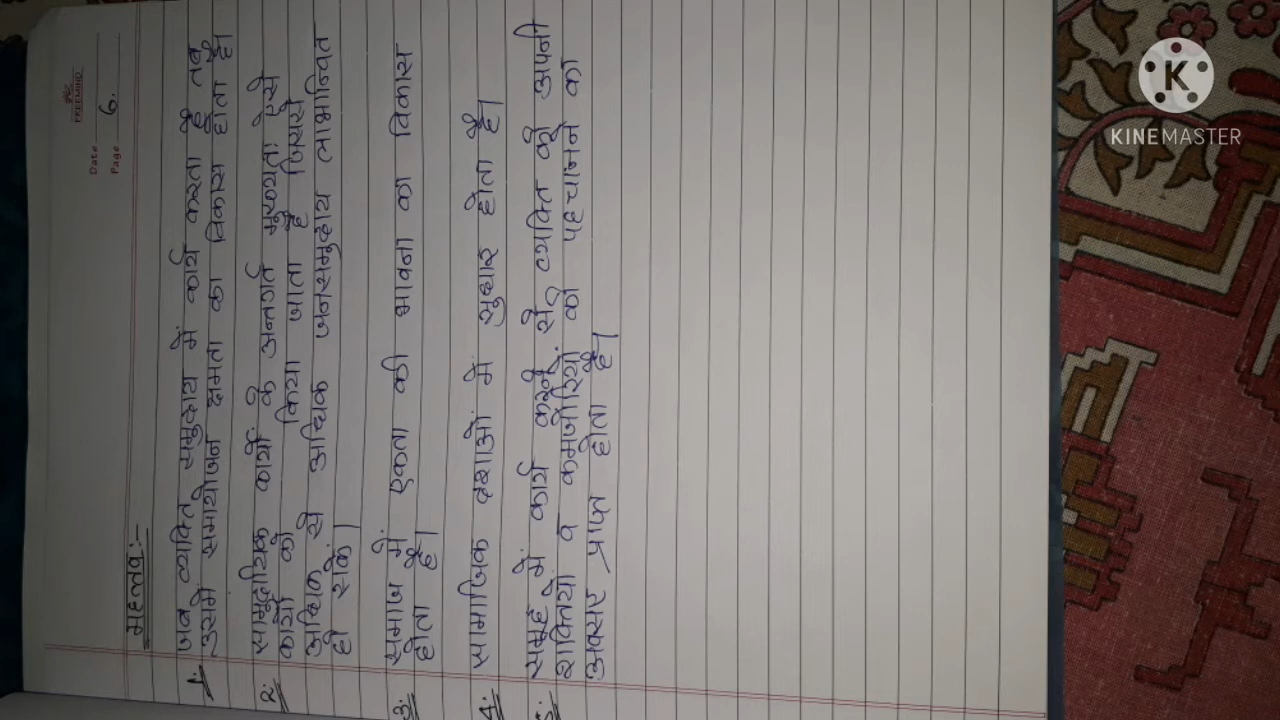 FREEMIND
Date
Page 6.
महत्त्व:-
1. जब व्यक्ति समुदाय में कार्य करता है तब
उसमें समायोजन क्षमता का विकास होता है।
2. सामुदायिक कार्यो के अन्तर्गत मुख्यता ऐसे
कार्यो को किया जाता है जिससे
अधिक से अधिक जनसमुदाय लाभान्वित
हो सकें।
3. समाज में एकता की भावना का विकास
होता है।
4. सामाजिक दशाओं में सुधार होता है।
5. समूह में कार्य करने से व्यक्ति को अपनी
शक्तियो व कमजोरियो को पहचानने का
अवसर प्राप्त होता है।
K
KINEMASTER